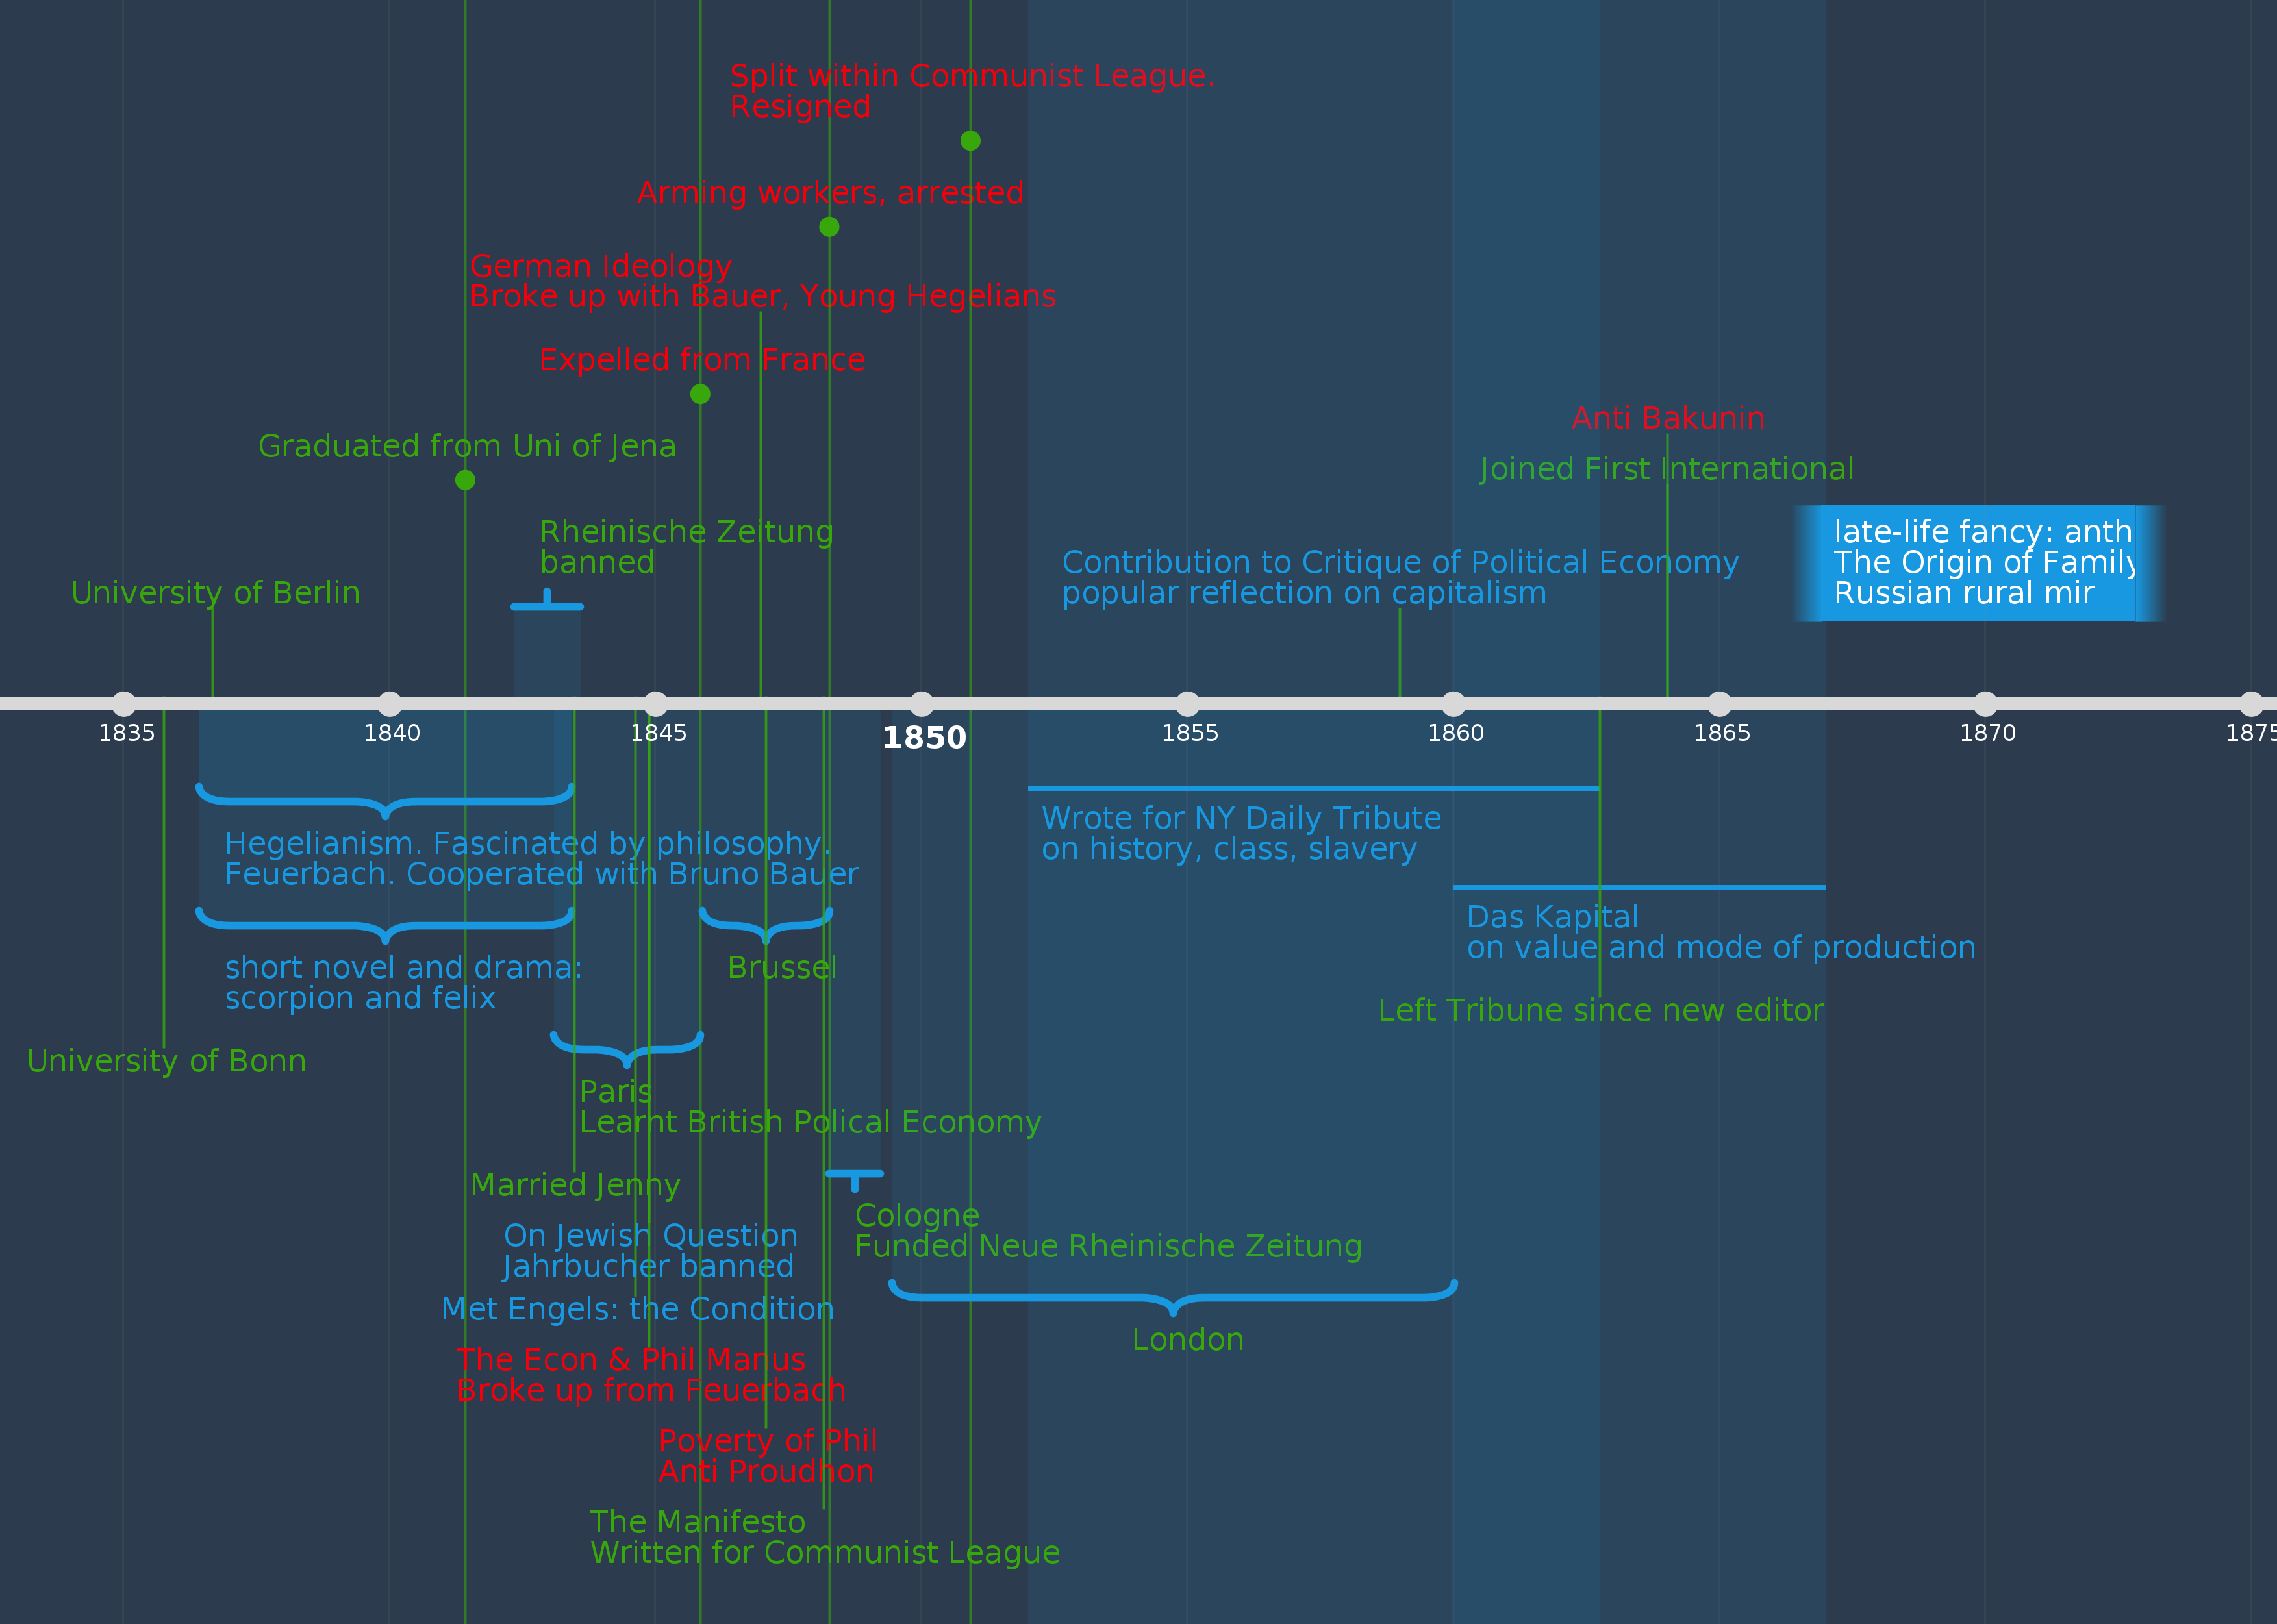 Split within Communist League.
Resigned
Arming workers, arrested
German Ideology
Broke up with Bauer, Young Hegelians
Expelled from France
Anti Bakunin
Graduated from Uni of Jena
Joined First International
Rheinische Zeitung
banned
late-life fancy: anth
The Origin of Family
Russian rural mir
Contribution to Critique of Political Economy
popular reflection on capitalism
University of Berlin
1835
1840
1845
1850
1855
1860
1865
1870
1875
Wrote for NY Daily Tribute
on history, class, slavery
Hegelianism. Fascinated by philosophy.
Feuerbach. Cooperated with Bruno Bauer
Das Kapital
on value and mode of production
short novel and drama:
scorpion and felix
Brussel
Left Tribune since new editor
University of Bonn
Paris
Learnt British Polical Economy
Married Jenny
Cologne
Funded Neue Rheinische Zeitung
On Jewish Question
Jahrbucher banned
Met Engels: the Condition
London
The Econ & Phil Manus
Broke up from Feuerbach
Poverty of Phil
Anti Proudhon
The Manifesto
Written for Communist League